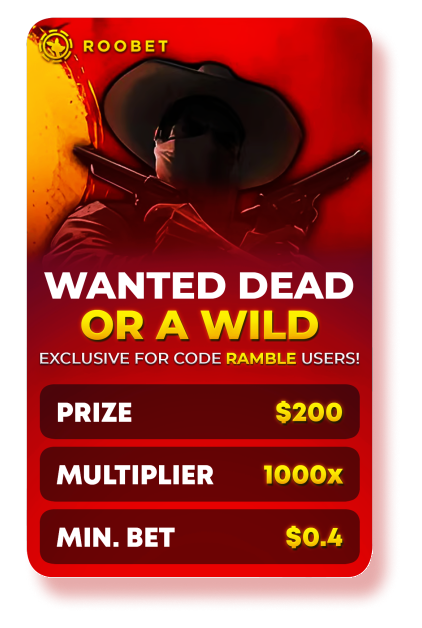 ROOBET
WANTED DEAD
OR A WILD
EXCLUSIVE FOR CODE RAMBLE USERS!
PRIZE $200
MULTIPLIER 1000x
MIN. BET $0.4